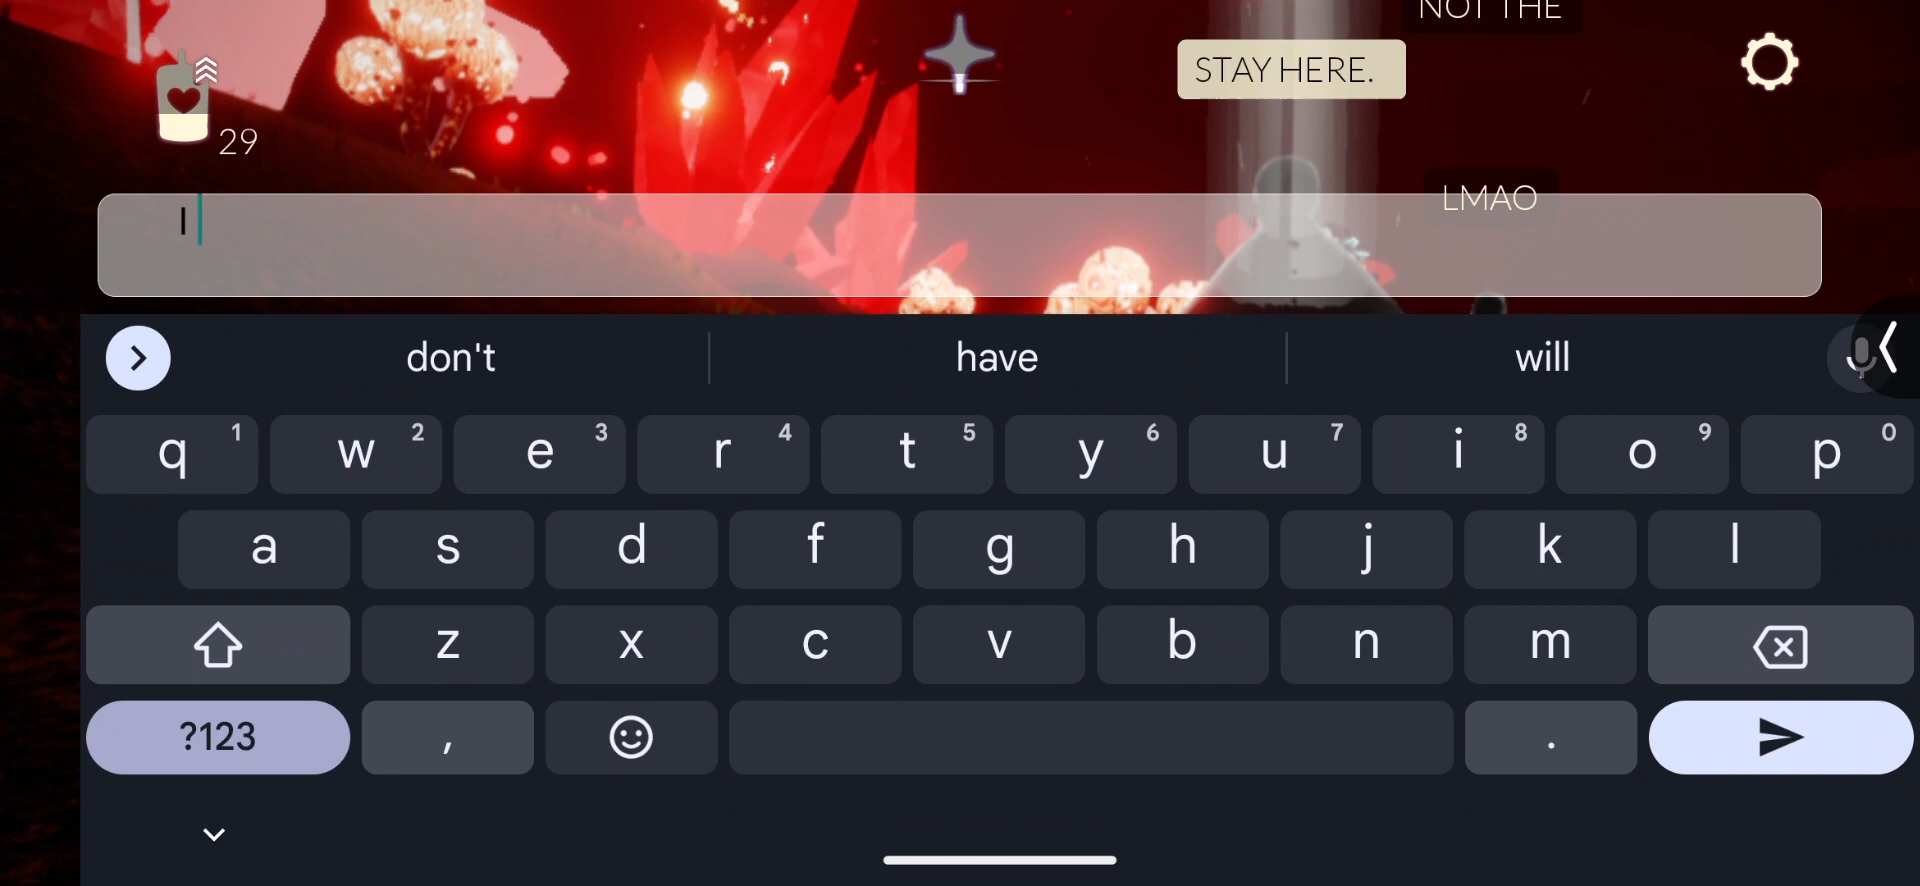 NOT THE
STAY HERE.
29
LMAO
I
don't have will
q 1 w 2 e 3 r 4 t 5 y 6 u 7 i 8 o 9 p 0
a s d f g h j k l
z x c v b n m
?123 , .